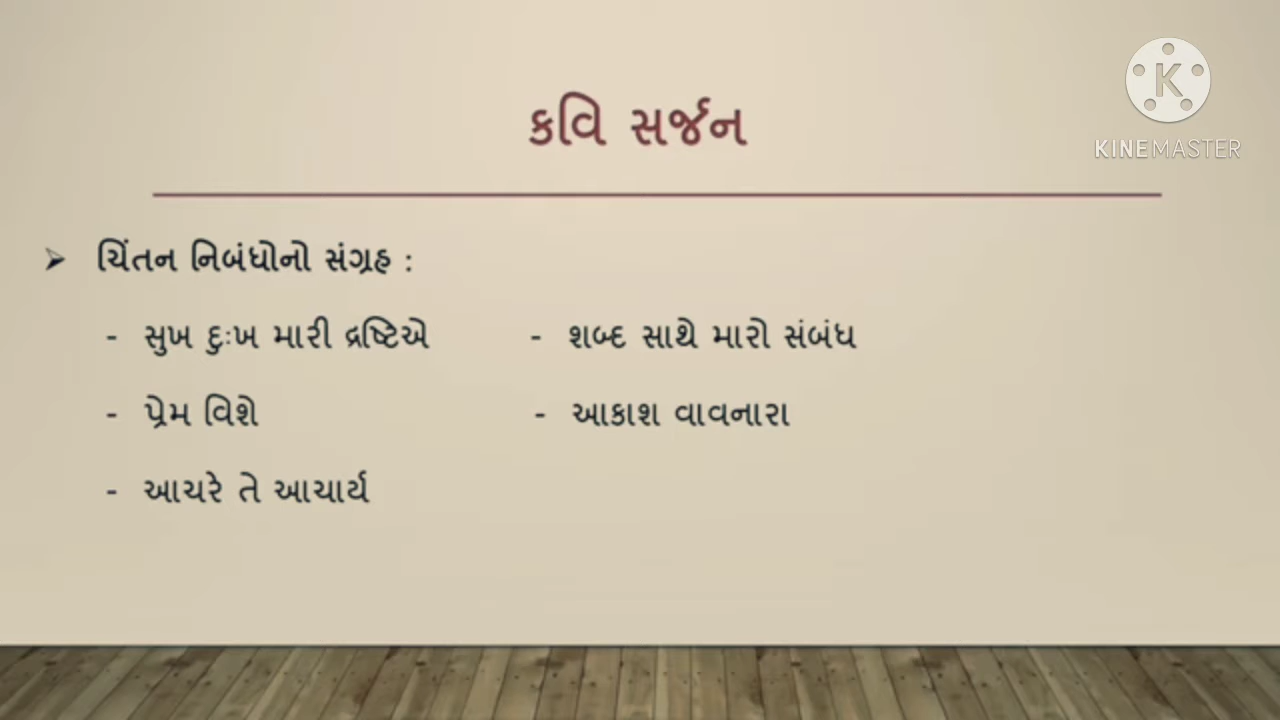 કવિ સર્જન
KINEMASTER
➢ ચિંતન નિબંધોનો સંગ્રહ :
- સુખ દુઃખ મારી દ્રષ્ટિએ - શબ્દ સાથે મારો સંબંધ
- પ્રેમ વિશે - આકાશ વાવનારા
- આચરે તે આચાર્ય